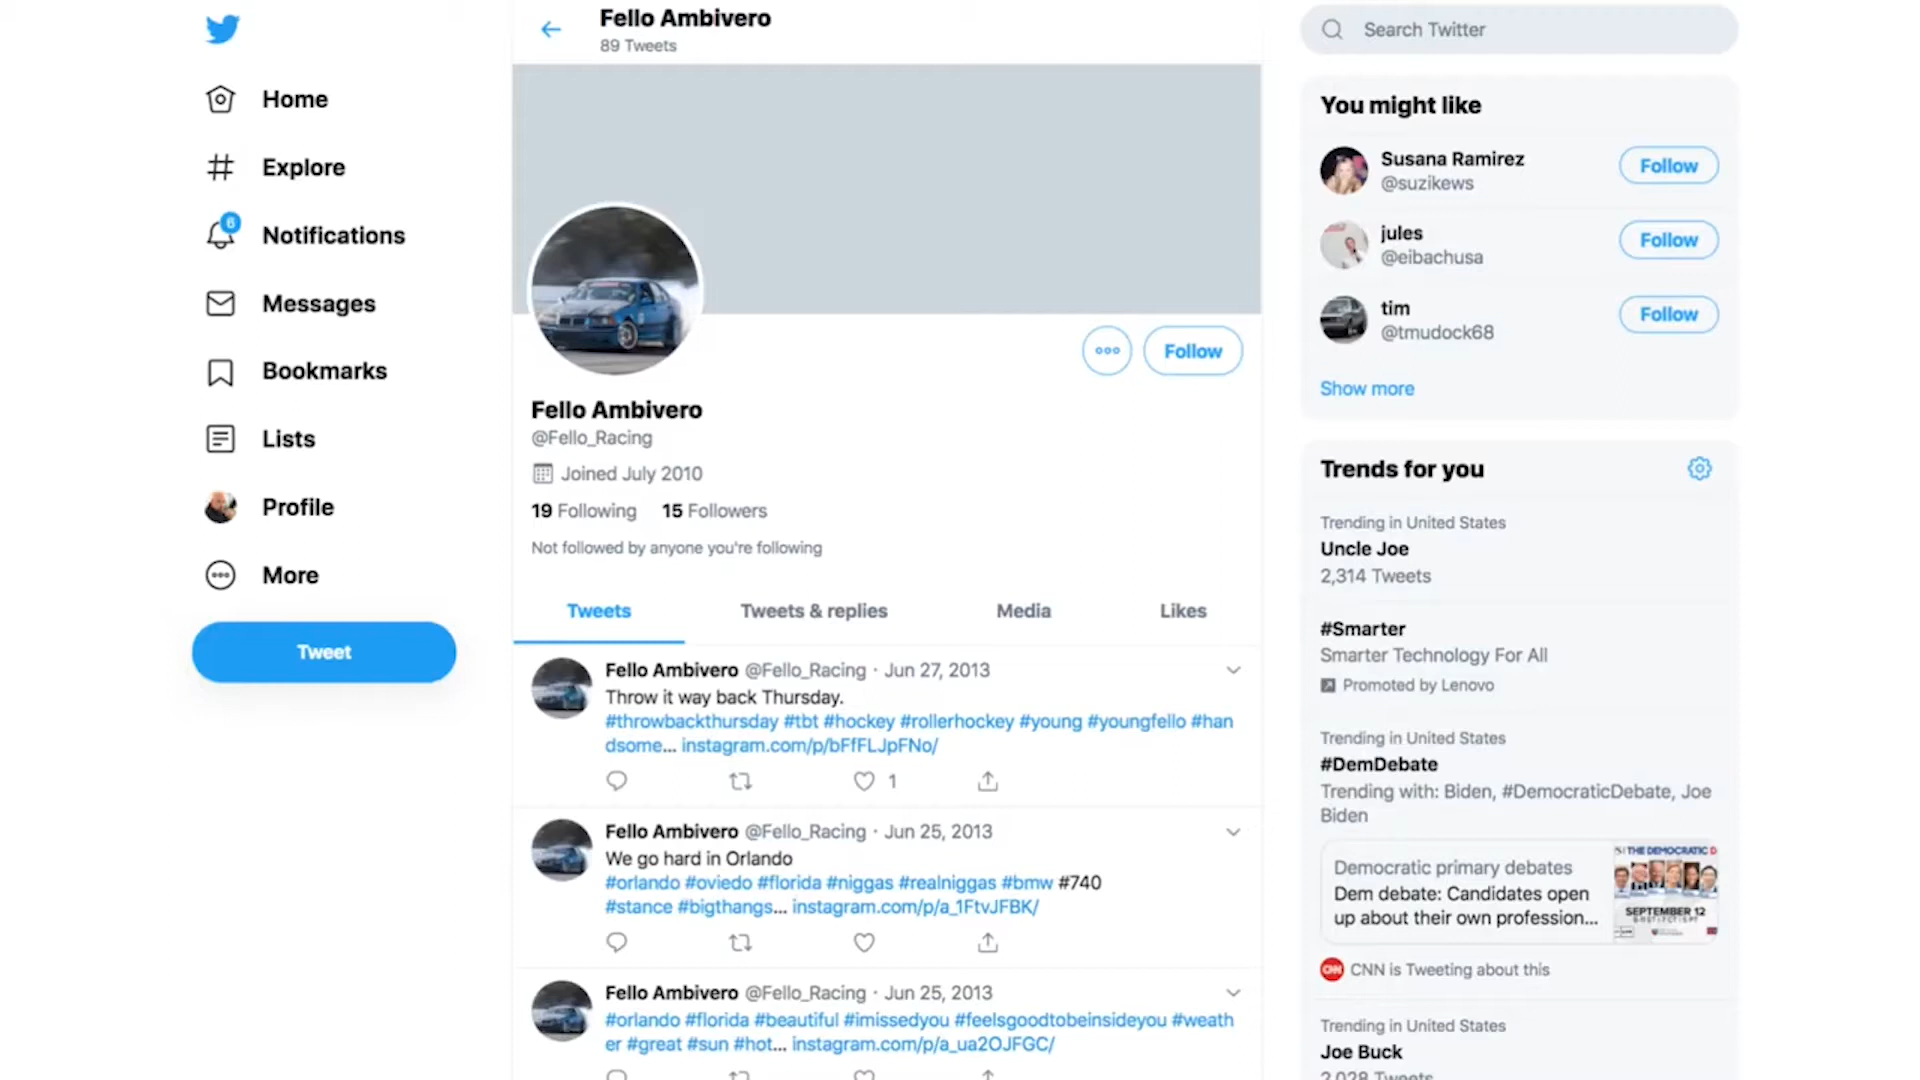 Home
Explore
6
Notifications
Messages
Bookmarks
Lists
Profile
More
Tweet
Fello Ambivero
89 Tweets
Follow
Fello Ambivero
@Fello_Racing
Joined July 2010
19 Following 15 Followers
Not followed by anyone you're following
Tweets Tweets & replies Media Likes
Fello Ambivero @Fello_Racing · Jun 27, 2013
Throw it way back Thursday.
#throwbackthursday #tbt #hockey #rollerhockey #young #youngfello #han
dsome... instagram.com/p/bFfFLJpFNo/
1
Fello Ambivero @Fello_Racing · Jun 25, 2013
We go hard in Orlando
#orlando #oviedo #florida #niggas #realniggas #bmw #740
#stance #bigthangs... instagram.com/p/a_1FtvJFBK/
Fello Ambivero @Fello_Racing · Jun 25, 2013
#orlando #florida #beautiful #imissedyou #feelsgoodtobeinsideyou #weath
er #great #sun #hot... instagram.com/p/a_ua2OJFGC/
Search Twitter
You might like
Susana Ramirez
@suzikews
Follow
jules
@eibachusa
Follow
tim
@tmudock68
Follow
Show more
Trends for you
Trending in United States
Uncle Joe
2,314 Tweets
#Smarter
Smarter Technology For All
Promoted by Lenovo
Trending in United States
#DemDebate
Trending with: Biden, #DemocraticDebate, Joe
Biden
Democratic primary debates
Dem debate: Candidates open
up about their own profession...
THE DEMOCRATIC D
SEPTEMBER 12
CNN
CNN is Tweeting about this
Trending in United States
Joe Buck
2,028 Tweets